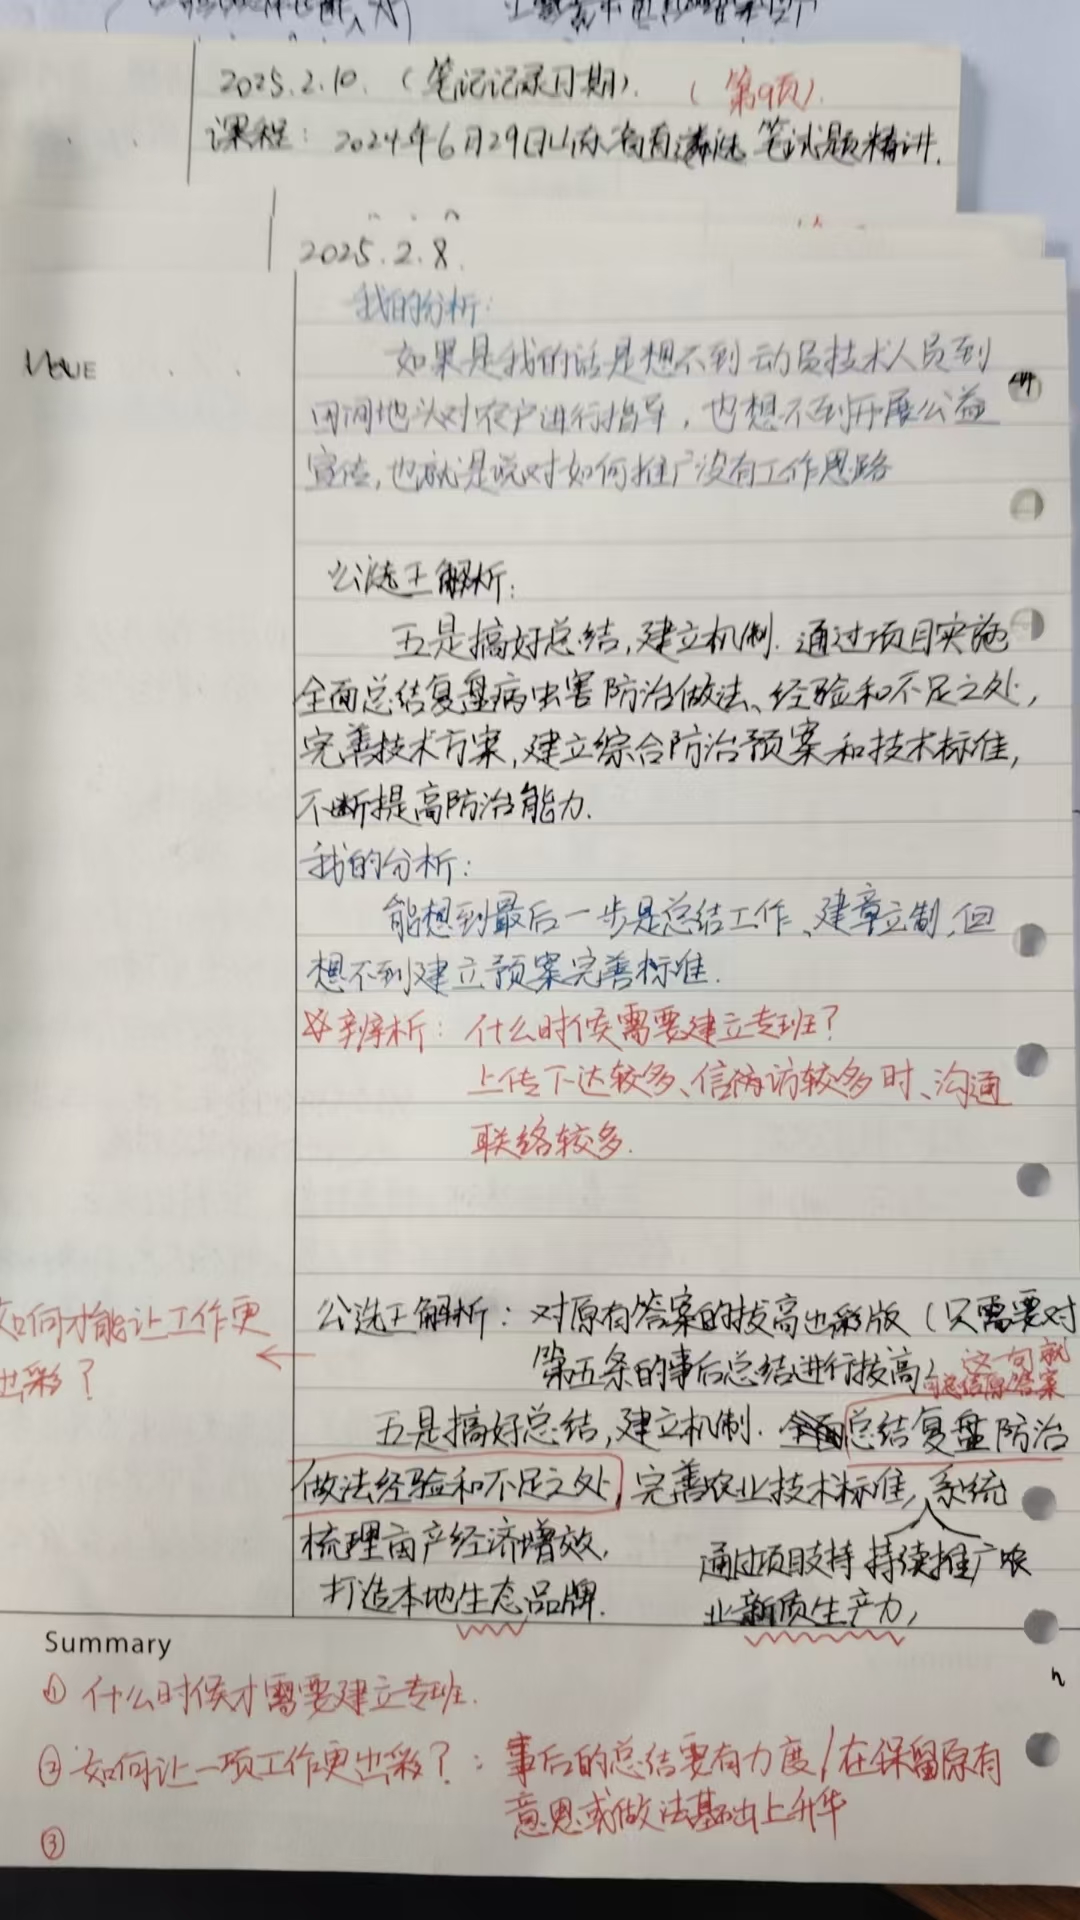 2025.2.10.（笔记记录日期）.（第9页）.
课程：2024年6月29日山东省直遴选笔试题精讲.
2025.2.8.
我的分析：
如果是我的话是想不到动员技术人员到
田间地头对农户进行指导，也想不到开展公益
宣传，也就是说对如何推广没有工作思路
公选王解析：
五是搞好总结，建立机制.通过项目实施
全面总结复盘病虫害防治做法、经验和不足之处，
完善技术方案，建立综合防治预案和技术标准，
不断提高防治能力.
我的分析：
能想到最后一步是总结工作、建章立制，但
想不到建立预案完善标准.
辨析：什么时候需要建立专班？
上传下达较多、信访较多时、沟通
联络较多.
如何才能让工作更
出彩？
公选王解析：对原有答案的拔高出彩版（只需要对
第五条的事后总结进行拔高）这句就
总结原答案
五是搞好总结，建立机制.全面总结复盘防治
做法经验和不足之处，完善农业技术标准，系统
梳理亩产经济增效，
通过项目支持持续推广农
打造本地生态品牌.
业新质生产力，
Summary
① 什么时候才需要建立专班.
② 如何让一项工作更出彩？：事后的总结要有力度/在保留原有
意思或做法基础上升华
③